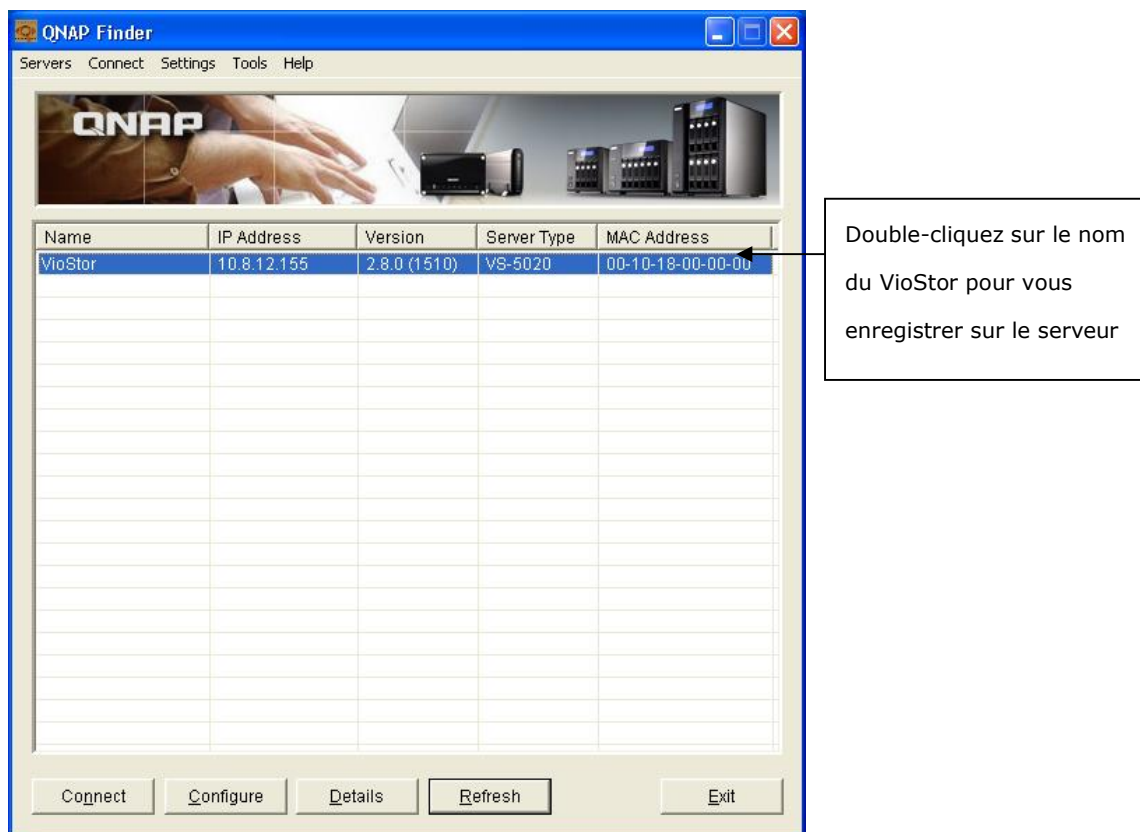 QNAP Finder
Servers Connect Settings Tools Help
QNAP
Name IP Address Version Server Type MAC Address
VioStor 10.8.12.155 2.8.0 (1510) VS-5020 00-10-18-00-00-00
Double-cliquez sur le nom
du VioStor pour vous
enregistrer sur le serveur
Connect Configure Details Refresh Exit